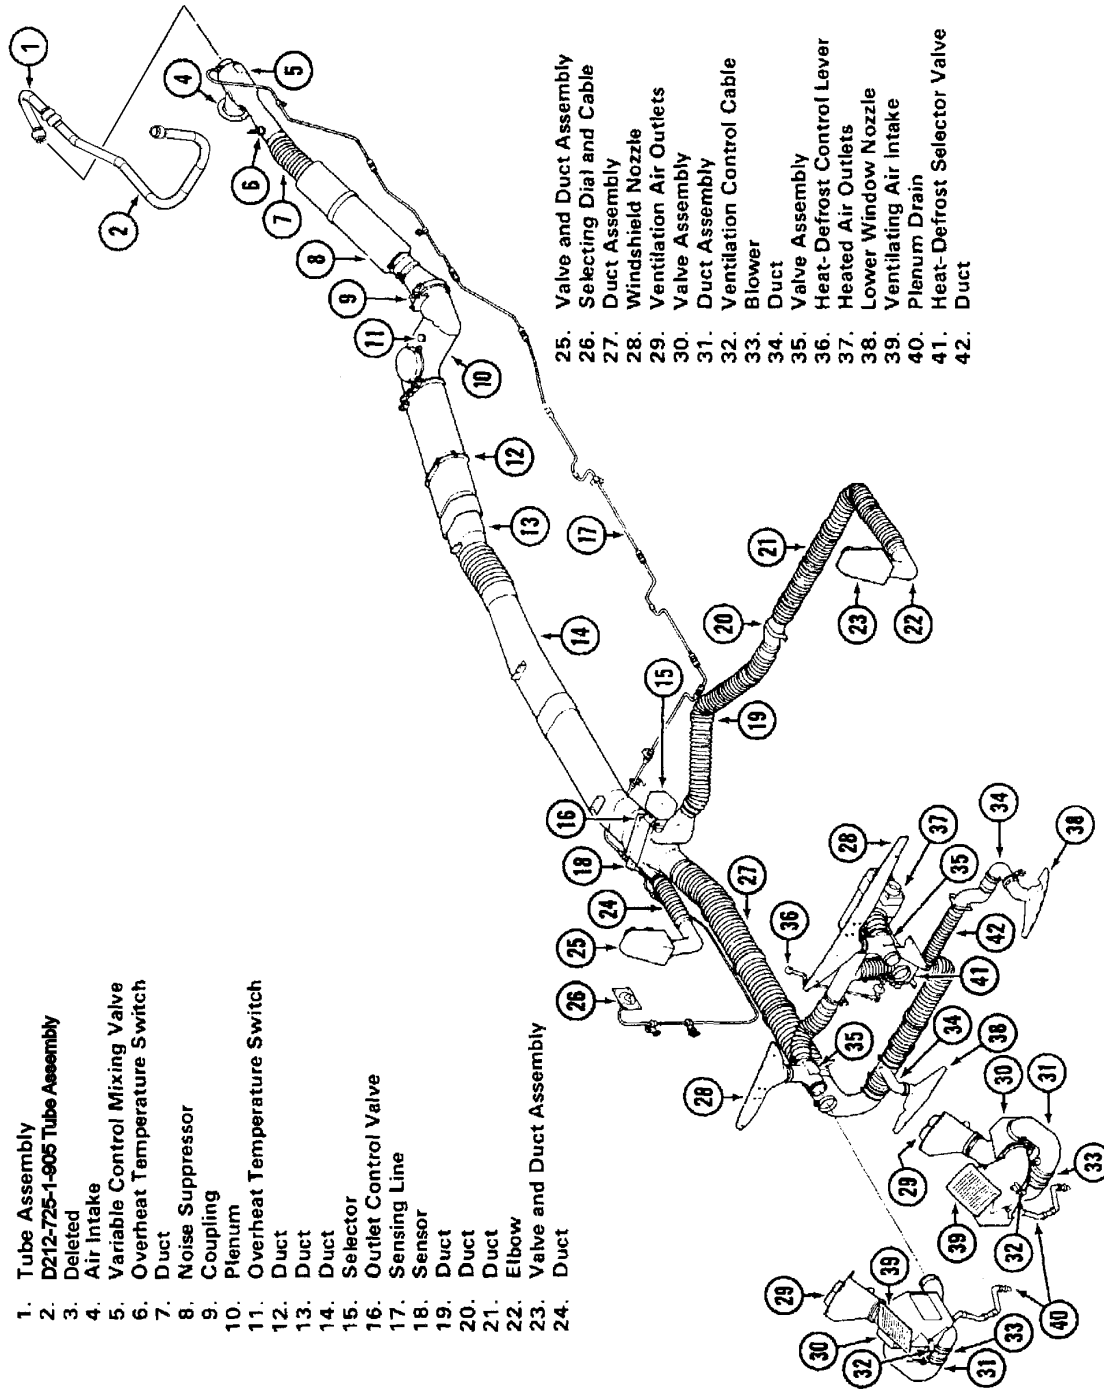 1. Tube Assembly
2. D212-725-1-905 Tube Assembly
3. Deleted
4. Air Intake
5. Variable Control Mixing Valve
6. Overheat Temperature Switch
7. Duct
8. Noise Suppressor
9. Coupling
10. Plenum
11. Overheat Temperature Switch
12. Duct
13. Duct
14. Duct
15. Selector
16. Outlet Control Valve
17. Sensing Line
18. Sensor
19. Duct
20. Duct
21. Duct
22. Elbow
23. Valve and Duct Assembly
24. Duct
25. Valve and Duct Assembly
26. Selecting Dial and Cable
27. Duct Assembly
28. Windshield Nozzle
29. Ventilation Air Outlets
30. Valve Assembly
31. Duct Assembly
32. Ventilation Control Cable
33. Blower
34. Duct
35. Valve Assembly
36. Heat-Defrost Control Lever
37. Heated Air Outlets
38. Lower Window Nozzle
39. Ventilating Air Intake
40. Plenum Drain
41. Heat-Defrost Selector Valve
42. Duct
1
2
4
5
6
7
8
9
11
10
12
13
14
17
15
16
18
19
20
21
22
23
24
25
26
27
28
36
28
37
35
34
38
42
41
35
34
38
30
31
29
39
32
33
40
29
39
30
32
31
33